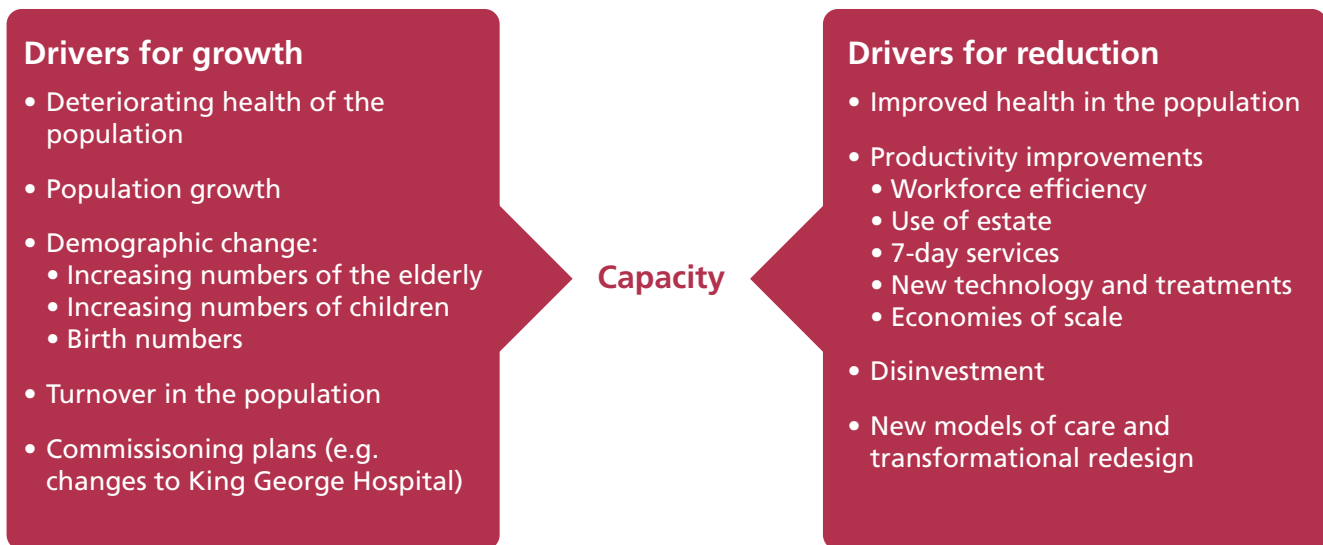 Drivers for growth
• Deteriorating health of the
population
• Population growth
• Demographic change:
• Increasing numbers of the elderly
• Increasing numbers of children
• Birth numbers
• Turnover in the population
• Commissisoning plans (e.g.
changes to King George Hospital)
Capacity
Drivers for reduction
• Improved health in the population
• Productivity improvements
• Workforce efficiency
• Use of estate
• 7-day services
• New technology and treatments
• Economies of scale
• Disinvestment
• New models of care and
transformational redesign